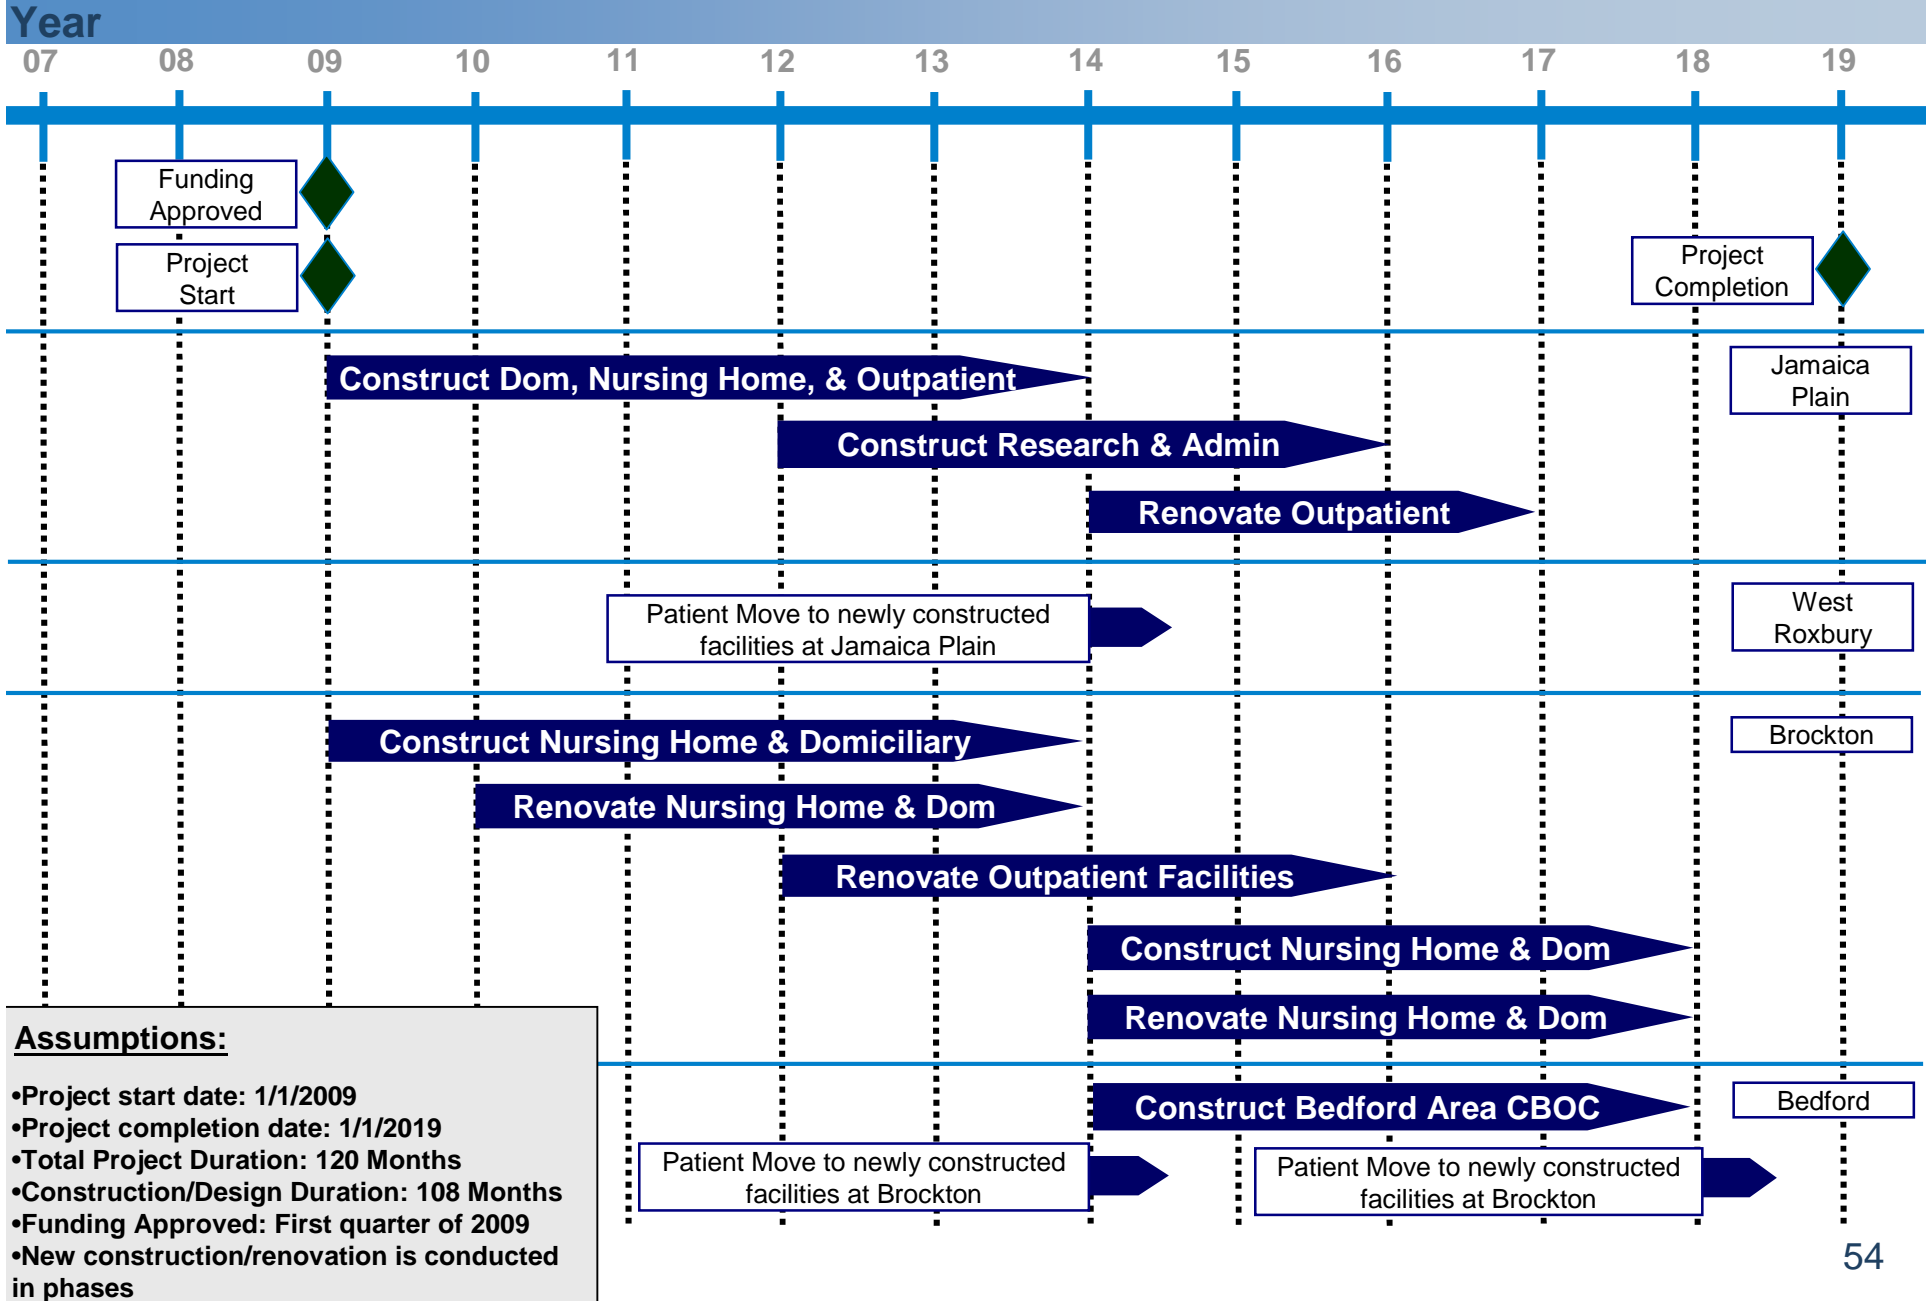 Year
07 08 09 10 11 12 13 14 15 16 17 18 19
Funding
Approved
Project
Start
Project
Completion
Construct Dom, Nursing Home, & Outpatient
Jamaica
Plain
Construct Research & Admin
Renovate Outpatient
Patient Move to newly constructed
facilities at Jamaica Plain
West
Roxbury
Construct Nursing Home & Domiciliary
Brockton
Renovate Nursing Home & Dom
Renovate Outpatient Facilities
Construct Nursing Home & Dom
Renovate Nursing Home & Dom
Construct Bedford Area CBOC
Bedford
Patient Move to newly constructed
facilities at Brockton
Patient Move to newly constructed
facilities at Brockton
Assumptions:
•Project start date: 1/1/2009
•Project completion date: 1/1/2019
•Total Project Duration: 120 Months
•Construction/Design Duration: 108 Months
•Funding Approved: First quarter of 2009
•New construction/renovation is conducted
in phases
54